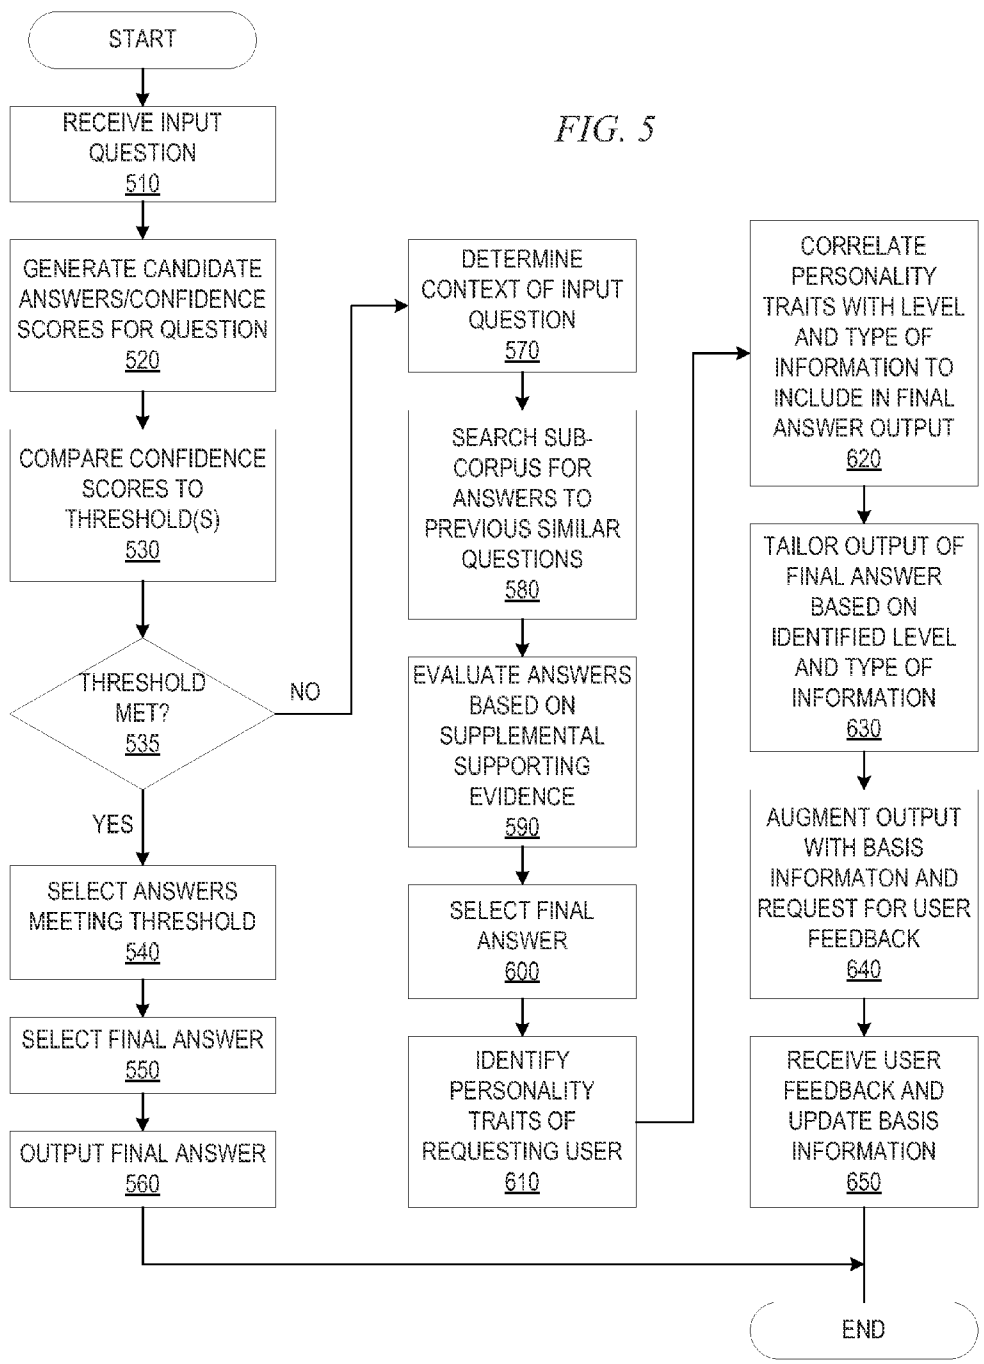 START
RECEIVE INPUT
QUESTION
510
GENERATE CANDIDATE
ANSWERS/CONFIDENCE
SCORES FOR QUESTION
520
COMPARE CONFIDENCE
SCORES TO
THRESHOLD(S)
530
THRESHOLD
MET?
535
NO
YES
SELECT ANSWERS
MEETING THRESHOLD
540
SELECT FINAL ANSWER
550
OUTPUT FINAL ANSWER
560
FIG. 5
DETERMINE
CONTEXT OF INPUT
QUESTION
570
SEARCH SUB-
CORPUS FOR
ANSWERS TO
PREVIOUS SIMILAR
QUESTIONS
580
EVALUATE ANSWERS
BASED ON
SUPPLEMENTAL
SUPPORTING
EVIDENCE
590
SELECT FINAL
ANSWER
600
IDENTIFY
PERSONALITY
TRAITS OF
REQUESTING USER
610
CORRELATE
PERSONALITY
TRAITS WITH LEVEL
AND TYPE OF
INFORMATION TO
INCLUDE IN FINAL
ANSWER OUTPUT
620
TAILOR OUTPUT OF
FINAL ANSWER
BASED ON
IDENTIFIED LEVEL
AND TYPE OF
INFORMATION
630
AUGMENT OUTPUT
WITH BASIS
INFORMATON AND
REQUEST FOR USER
FEEDBACK
640
RECEIVE USER
FEEDBACK AND
UPDATE BASIS
INFORMATION
650
END